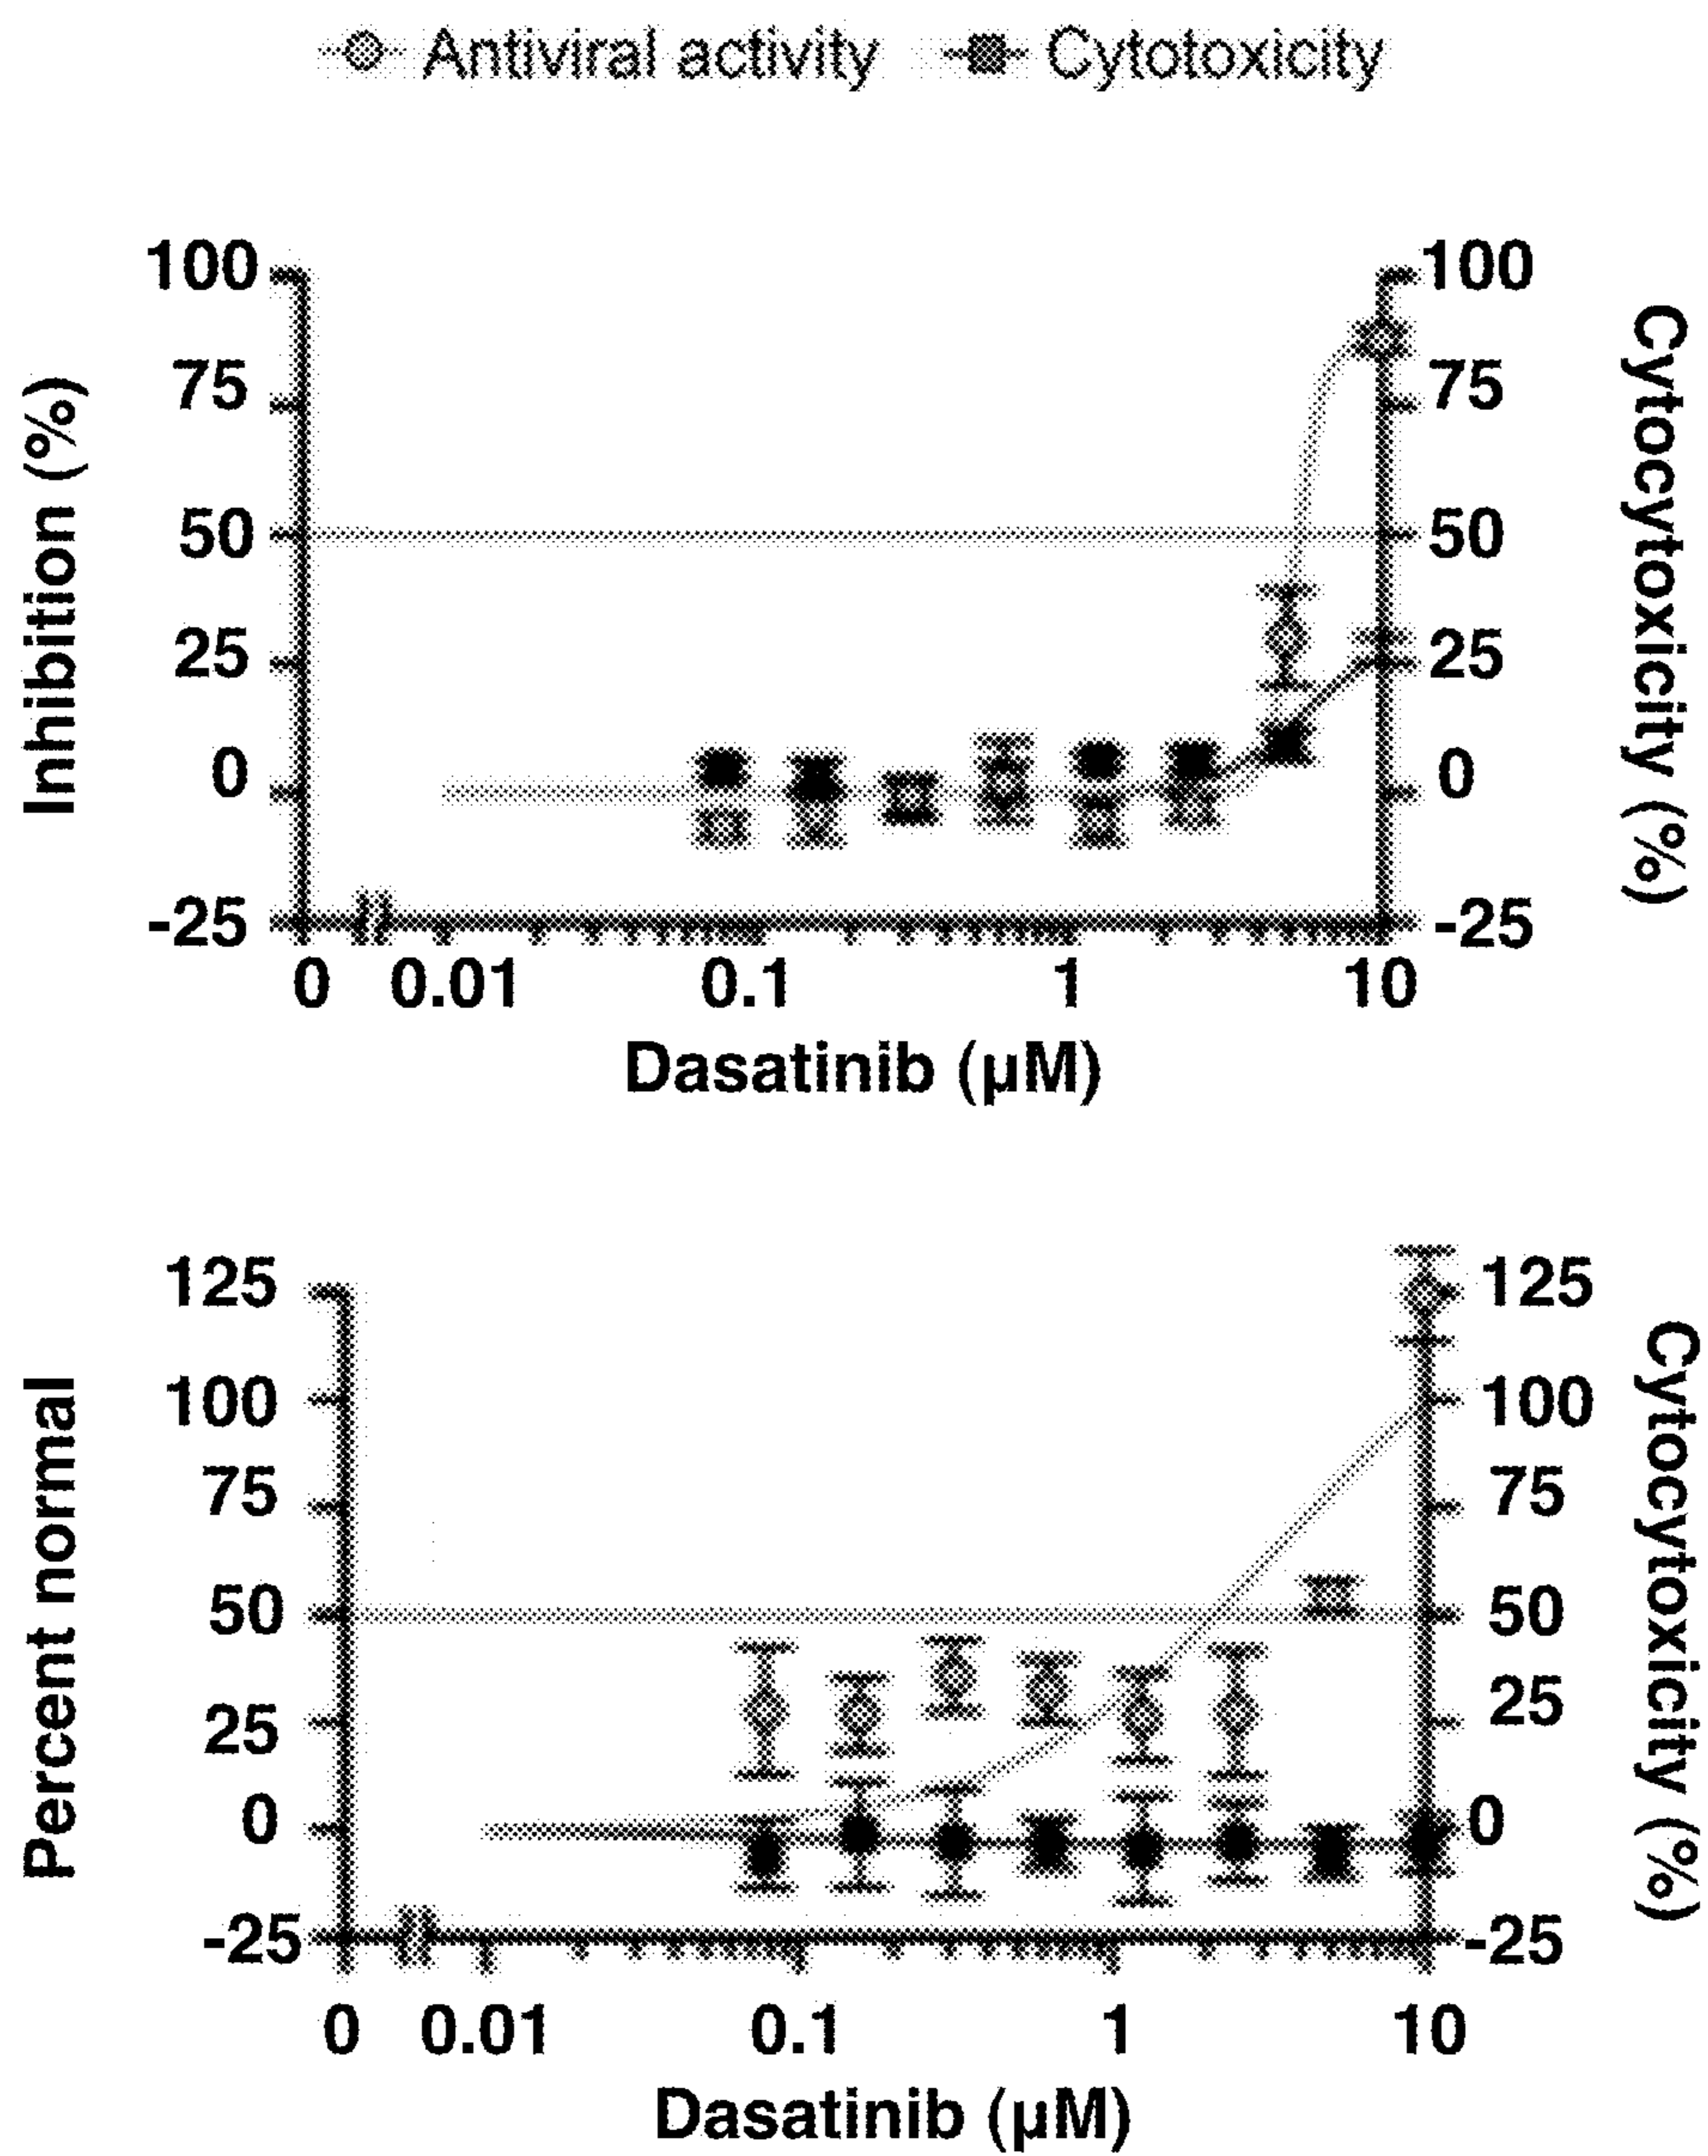 Antiviral activity Cytotoxicity
100 100
75 75
50 50
25 25
0 0
-25 -25
Inhibition (%)
Cytocytoxicity (%)
0 0.01 0.1 1 10
Dasatinib (µM)
125 125
100 100
75 75
50 50
25 25
0 0
-25 -25
Percent normal
Cytocytoxicity (%)
0 0.01 0.1 1 10
Dasatinib (µM)